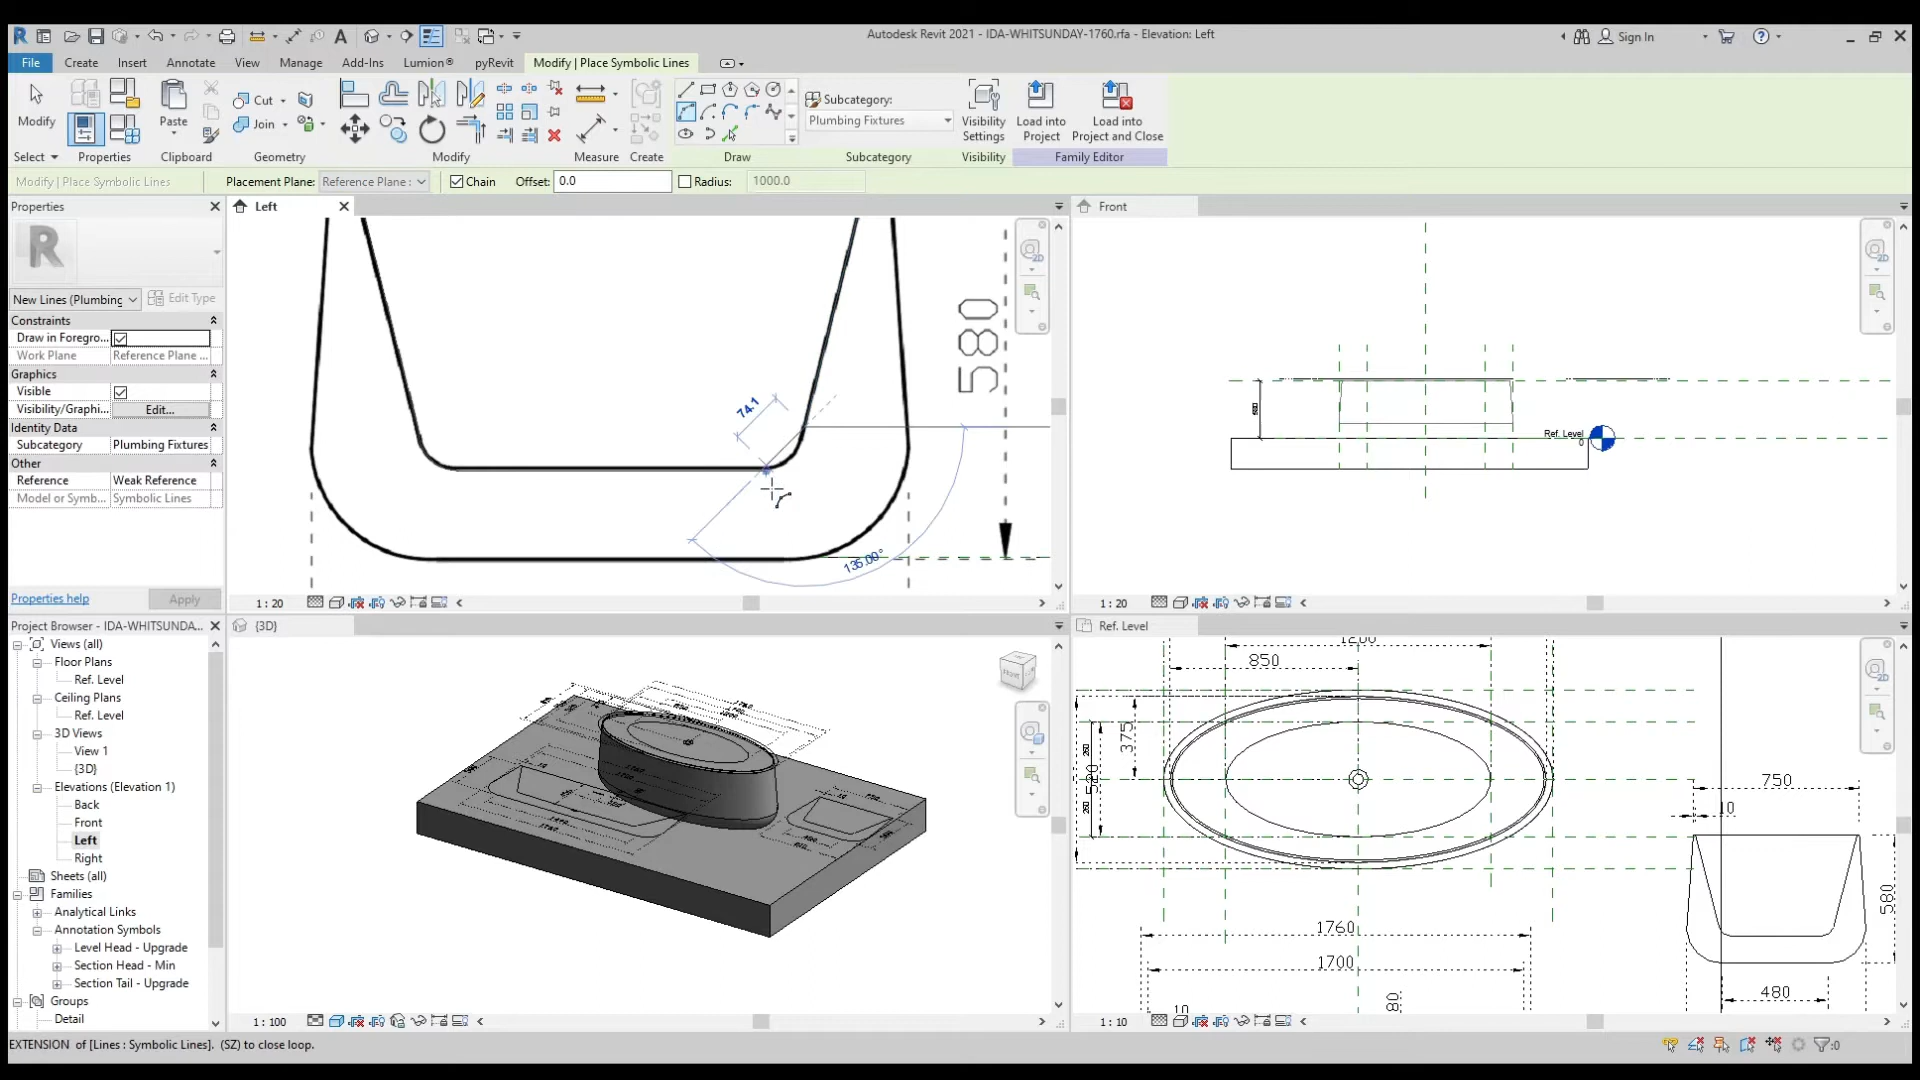 Autodesk Revit 2021 - IDA-WHITSUNDAY-1760.rfa - Elevation: Left
Sign In
File Create Insert Annotate View Manage Add-Ins Lumion® pyRevit Modify | Place Symbolic Lines
Modify
Paste
Cut
Join
Subcategory:
Plumbing Fixtures
Visibility Settings
Load into Project
Load into Project and Close
Select Properties Clipboard Geometry Modify Measure Create Draw Subcategory Visibility Family Editor
Modify | Place Symbolic Lines Placement Plane: Reference Plane : Chain Offset: 0.0 Radius: 1000.0
Properties
New Lines (Plumbing
Edit Type
Constraints
Draw in Foregro...
Work Plane Reference Plane ...
Graphics
Visible
Visibility/Graphi... Edit...
Identity Data
Subcategory Plumbing Fixtures
Other
Reference Weak Reference
Model or Symb... Symbolic Lines
Properties help Apply
Project Browser - IDA-WHITSUNDA...
Views (all)
Floor Plans
Ref. Level
Ceiling Plans
Ref. Level
3D Views
View 1
{3D}
Elevations (Elevation 1)
Back
Front
Left
Right
Sheets (all)
Families
Analytical Links
Annotation Symbols
Level Head - Upgrade
Section Head - Min
Section Tail - Upgrade
Groups
Detail
Left
580
74.1
135.00°
1 : 20
Front
Ref. Level
0
1 : 20
{3D}
FRONT
1 : 100
Ref. Level
1200
850
375
520
260
260
1760
1700
10
80
750
10
580
480
1 : 10
EXTENSION of [Lines : Symbolic Lines]. (SZ) to close loop.
:0